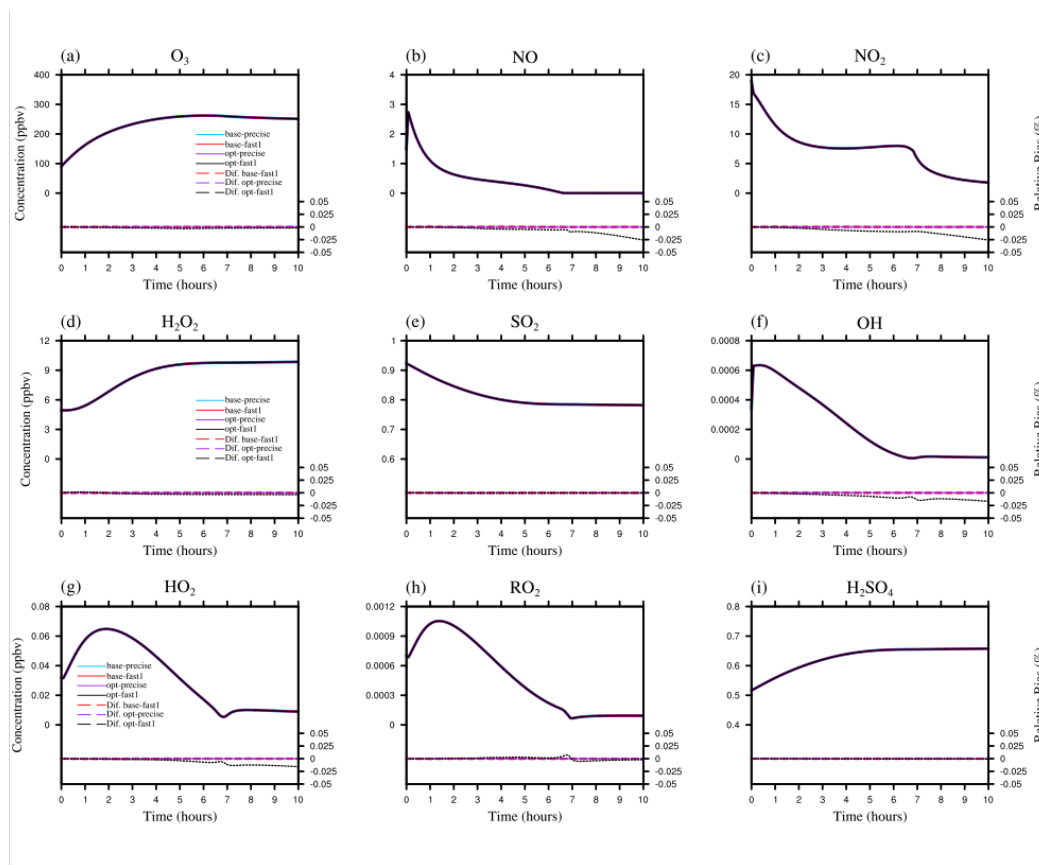 (a) O3 (b) NO (c) NO2
Concentration (ppbv)
400
300
200
100
0
base-precise
base-fast1
opt-precise
opt-fast1
Dif. base-fast1
Dif. opt-precise
Dif. opt-fast1
0.05
0.025
0
-0.025
-0.05
0 1 2 3 4 5 6 7 8 9 10
Time (hours)
4
3
2
1
0
0.05
0.025
0
-0.025
-0.05
0 1 2 3 4 5 6 7 8 9 10
Time (hours)
20
15
10
5
0
0.05
0.025
0
-0.025
-0.05
Relative Bias (%)
0 1 2 3 4 5 6 7 8 9 10
Time (hours)
(d) H2O2 (e) SO2 (f) OH
Concentration (ppbv)
12
9
6
3
0
base-precise
base-fast1
opt-precise
opt-fast1
Dif. base-fast1
Dif. opt-precise
Dif. opt-fast1
0.05
0.025
0
-0.025
-0.05
0 1 2 3 4 5 6 7 8 9 10
Time (hours)
1
0.9
0.8
0.7
0.6
0.05
0.025
0
-0.025
-0.05
0 1 2 3 4 5 6 7 8 9 10
Time (hours)
0.0008
0.0006
0.0004
0.0002
0
0.05
0.025
0
-0.025
-0.05
Relative Bias (%)
0 1 2 3 4 5 6 7 8 9 10
Time (hours)
(g) HO2 (h) RO2 (i) H2SO4
Concentration (ppbv)
0.08
0.06
0.04
0.02
0
base-precise
base-fast1
opt-precise
opt-fast1
Dif. base-fast1
Dif. opt-precise
Dif. opt-fast1
0.05
0.025
0
-0.025
-0.05
0 1 2 3 4 5 6 7 8 9 10
Time (hours)
0.0012
0.0009
0.0006
0.0003
0
0.05
0.025
0
-0.025
-0.05
0 1 2 3 4 5 6 7 8 9 10
Time (hours)
0.8
0.7
0.6
0.5
0.4
0.05
0.025
0
-0.025
-0.05
Relative Bias (%)
0 1 2 3 4 5 6 7 8 9 10
Time (hours)